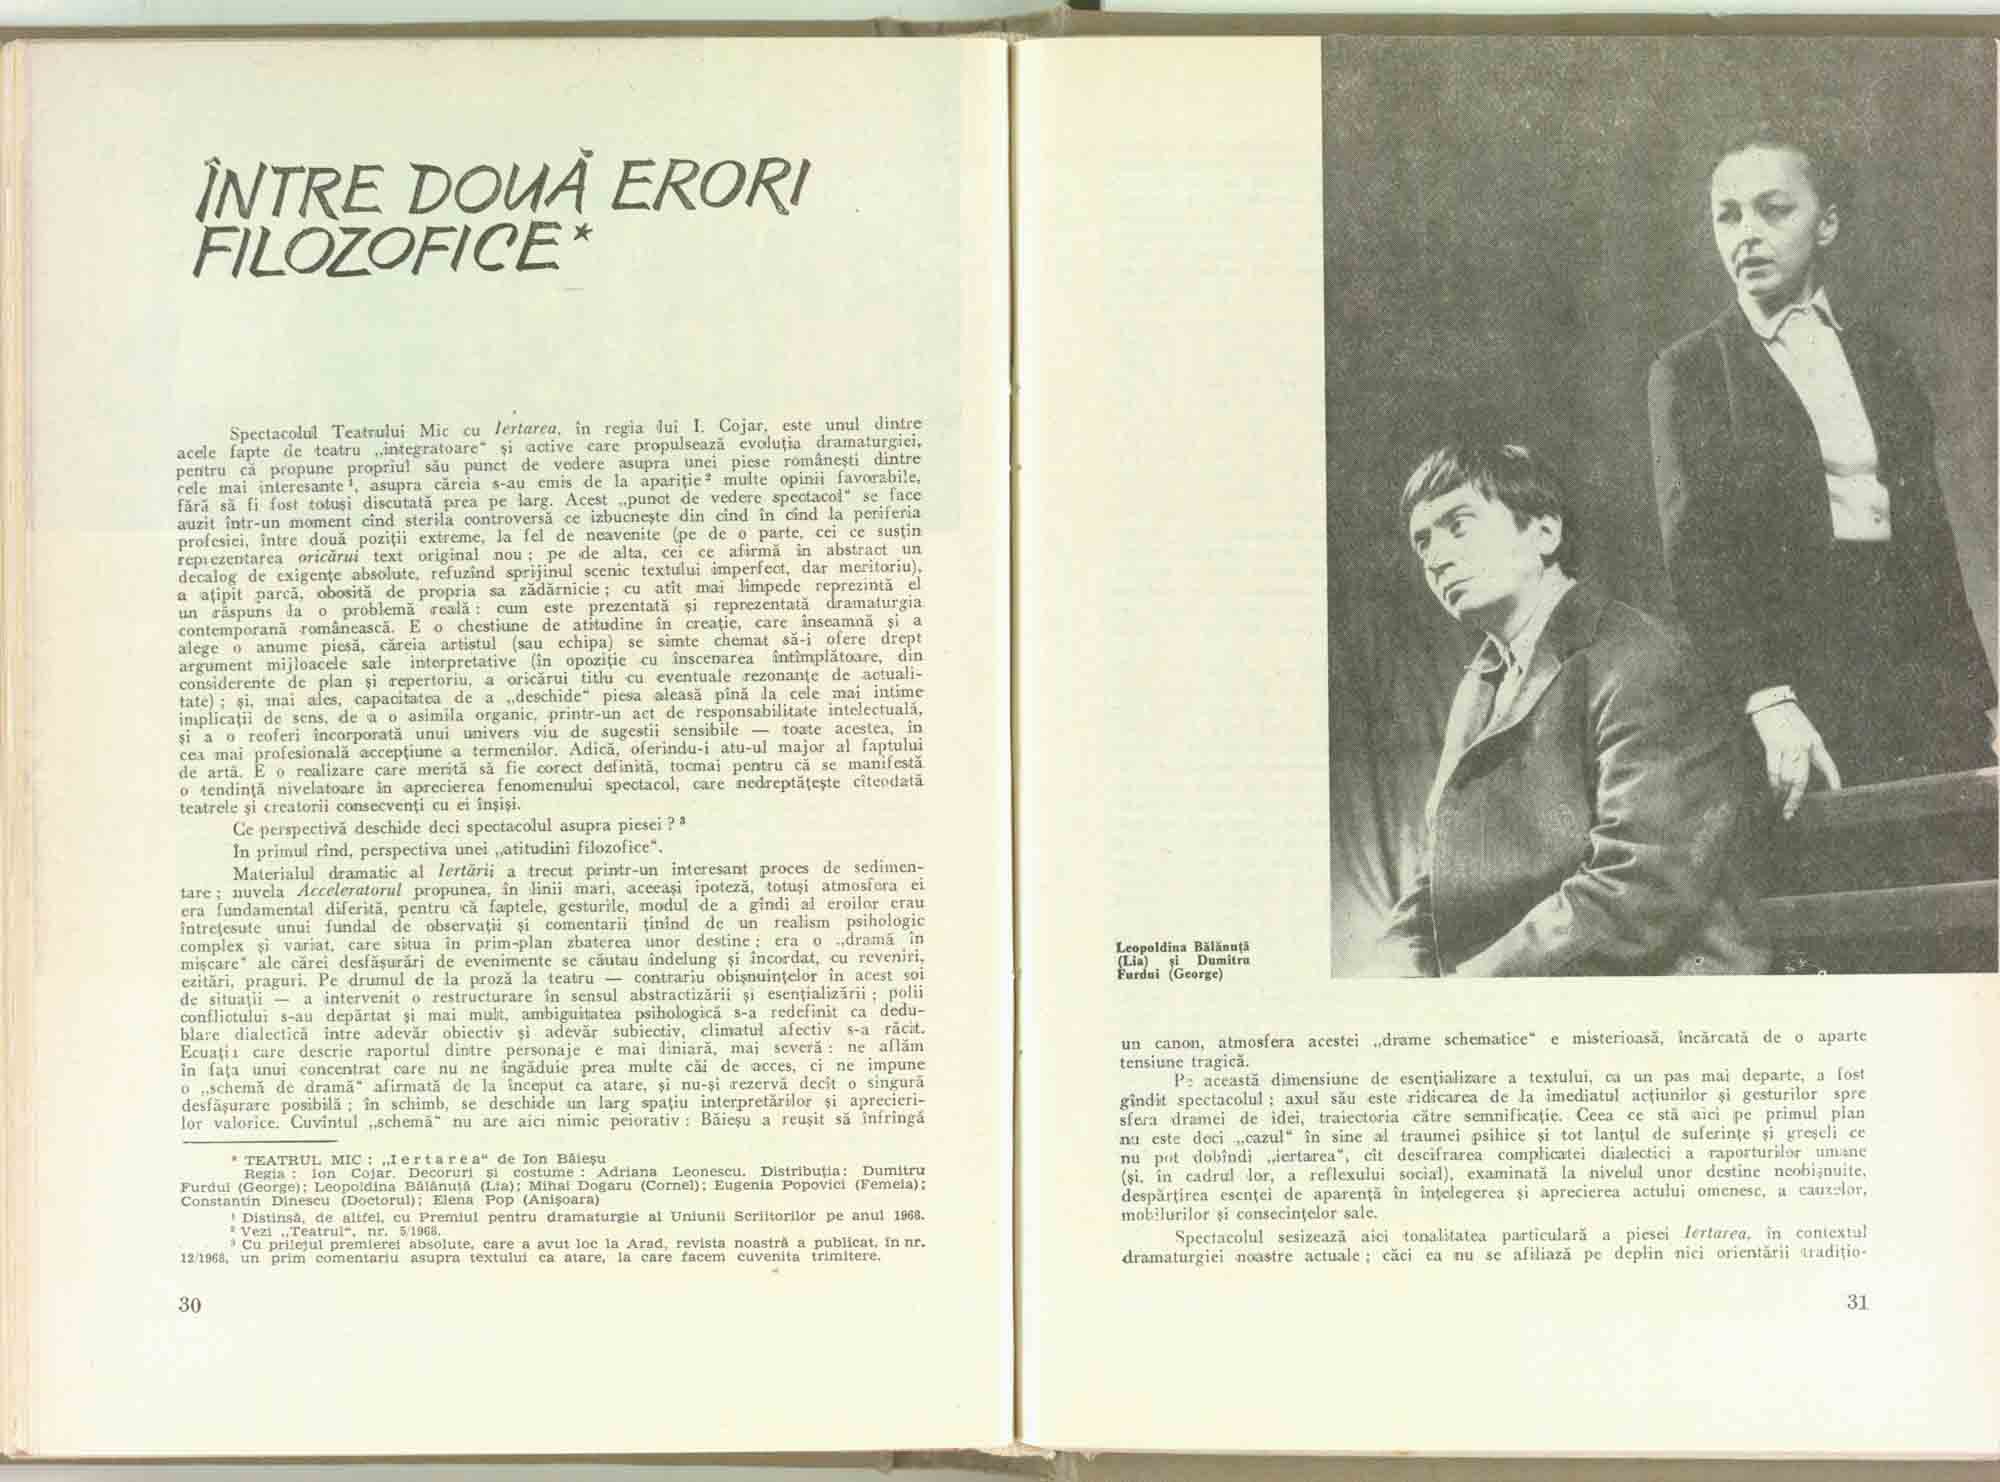 ÎNTRE DOUĂ ERORI
FILOZOFICE*
Spectacolul Teatrului Mic cu Iertarea, în regia lui I. Cojar, este unul dintre
acele fapte de teatru „integratoare“ și active care propulsează evoluția dramaturgiei,
pentru că propune propriul său punct de vedere asupra unei piese românești dintre
cele mai interesante¹, asupra căreia s-au emis de la apariție² multe opinii favorabile,
fără să fi fost totuși discutată prea pe larg. Acest „punct de vedere spectacol“ se face
auzit într-un moment cînd sterila controversă ce izbucnește din cînd în cînd la periferia
profesiei, între două poziții extreme, la fel de neavenite (pe de o parte, cei ce susțin
reprezentarea oricărui text original nou ; pe de alta, cei ce afirmă în abstract un
decalog de exigențe absolute, refuzînd sprijinul scenic textului imperfect, dar meritoriu),
a ațipit parcă, obosită de propria sa zădărnicie ; cu atît mai limpede reprezintă el
un răspuns la o problemă reală : cum este prezentată și reprezentată dramaturgia
contemporană românească. E o chestiune de atitudine în creație, care înseamnă și a
alege o anume piesă, căreia artistul (sau echipa) se simte chemat să-i ofere drept
argument mijloacele sale interpretative (în opoziție cu înscenarea întîmplătoare, din
considerente de plan și repertoriu, a oricărui titlu cu eventuale rezonanțe de actuali-
tate) ; și, mai ales, capacitatea de a „deschide“ piesa aleasă pînă la cele mai intime
implicații de sens, de a o asimila organic, printr-un act de responsabilitate intelectuală,
și a o reoferi încorporată unui univers viu de sugestii sensibile — toate acestea, în
cea mai profesională accepțiune a termenilor. Adică, oferindu-i atu-ul major al faptului
de artă. E o realizare care merită să fie corect definită, tocmai pentru că se manifestă
o tendință nivelatoare în aprecierea fenomenului spectacol, care nedreptățește cîteodată
teatrele și creatorii consecvenți cu ei înșiși.
Ce perspectivă deschide deci spectacolul asupra piesei ? ³
In primul rînd, perspectiva unei „atitudini filozofice“.
Materialul dramatic al Iertării a trecut printr-un interesant proces de sedimen-
tare ; nuvela Acceleratorul propunea, în linii mari, aceeași ipoteză, totuși atmosfera ei
era fundamental diferită, pentru că faptele, gesturile, modul de a gîndi al eroilor erau
întrețesute unui fundal de observații și comentarii ținînd de un realism psihologic
complex și variat, care situa în prim-plan zbaterea unor destine ; era o „dramă în
mișcare“ ale cărei desfășurări de evenimente se căutau îndelung și încordat, cu reveniri,
ezitări, praguri. Pe drumul de la proză la teatru — contrariu obișnuințelor în acest soi
de situații — a intervenit o restructurare în sensul abstractizării și esențializării ; polii
conflictului s-au depărtat și mai mult, ambiguitatea psihologică s-a redefinit ca dedu-
blare dialectică între adevăr obiectiv și adevăr subiectiv, climatul afectiv s-a răcit.
Ecuația care descrie raportul dintre personaje e mai liniară, mai severă : ne aflăm
în fața unui concentrat care nu ne îngăduie prea multe căi de acces, ci ne impune
o „schemă de dramă“ afirmată de la început ca atare, și nu-și rezervă decît o singură
desfășurare posibilă ; în schimb, se deschide un larg spațiu interpretărilor și aprecieri-
lor valorice. Cuvîntul „schemă“ nu are aici nimic peiorativ : Băieșu a reușit să înfrîngă
* TEATRUL MIC : „Iertarea“ de Ion Băieșu
Regia : Ion Cojar. Decoruri și costume : Adriana Leonescu. Distribuția: Dumitru
Furdui (George); Leopoldina Bălănuță (Lia); Mihai Dogaru (Cornel); Eugenia Popovici (Femeia);
Constantin Dinescu (Doctorul); Elena Pop (Anișoara)
¹ Distinsă, de altfel, cu Premiul pentru dramaturgie al Uniunii Scriitorilor pe anul 1968.
² Vezi „Teatrul“, nr. 5/1968.
³ Cu prilejul premierei absolute, care a avut loc la Arad, revista noastră a publicat, în nr.
12/1968, un prim comentariu asupra textului ca atare, la care facem cuvenita trimitere.
30
Leopoldina Bălănuță
(Lia) și Dumitru
Furdui (George)
un canon, atmosfera acestei „drame schematice“ e misterioasă, încărcată de o aparte
tensiune tragică.
Pe această dimensiune de esențializare a textului, ca un pas mai departe, a fost
gîndit spectacolul ; axul său este ridicarea de la imediatul acțiunilor și gesturilor spre
sfera dramei de idei, traiectoria către semnificație. Ceea ce stă aici pe primul plan
nu este deci „cazul“ în sine al traumei psihice și tot lanțul de suferințe și greșeli ce
nu pot dobîndi „iertarea“, cît descifrarea complicatei dialectici a raporturilor umane
(și, în cadrul lor, a reflexului social), examinată la nivelul unor destine neobișnuite,
despărțirea esenței de aparență în înțelegerea și aprecierea actului omenesc, a cauzelor,
mobilurilor și consecințelor sale.
Spectacolul sesizează aici tonalitatea particulară a piesei Iertarea, în contextul
dramaturgiei noastre actuale ; căci ea nu se afiliază pe deplin nici orientării tradițio-
31